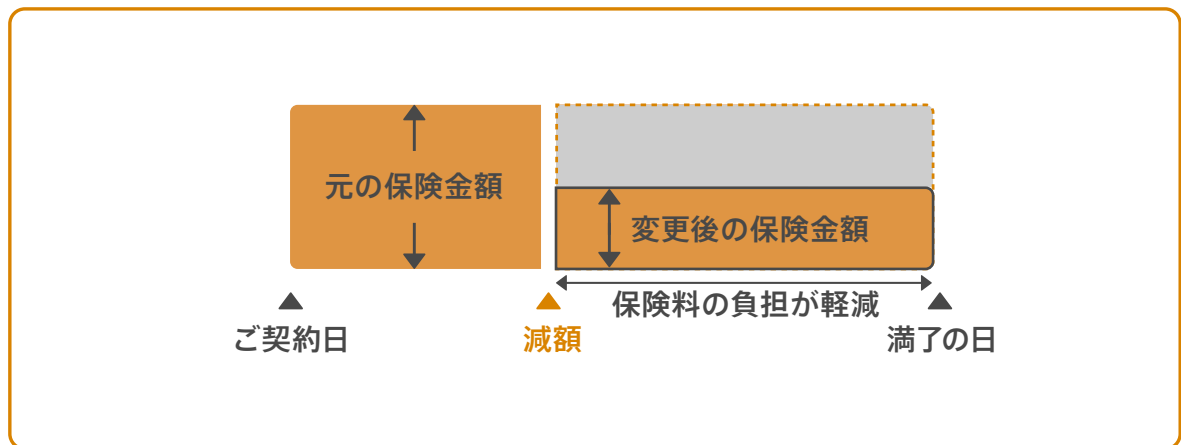 元の保険金額
変更後の保険金額
保険料の負担が軽減
ご契約日
減額
満了の日